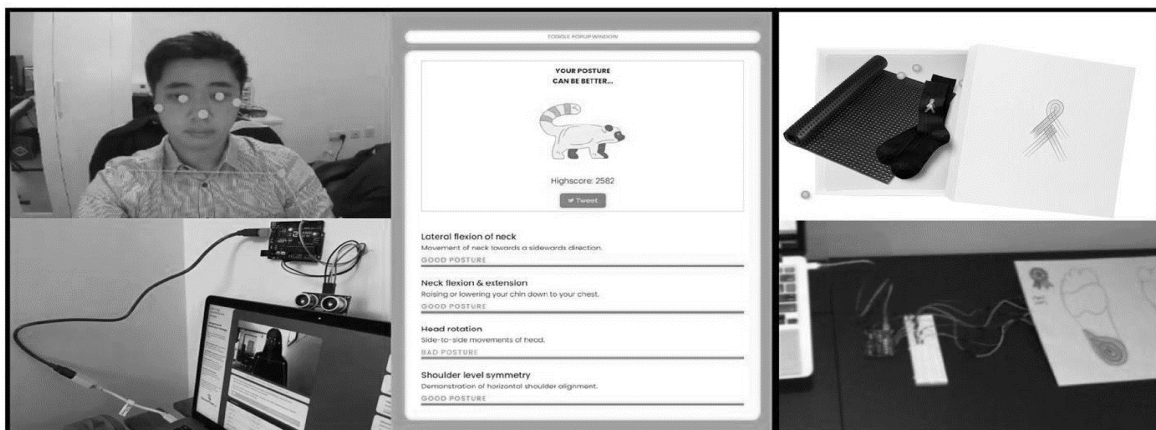 TOGGLE POPUP WINDOW
YOUR POSTURE
CAN BE BETTER...
Highscore: 2582
Tweet
Lateral flexion of neck
Movement of neck towards a sidewards direction.
GOOD POSTURE
Neck flexion & extension
Raising or lowering your chin down to your chest.
GOOD POSTURE
Head rotation
Side-to-side movements of head.
BAD POSTURE
Shoulder level symmetry
Demonstration of horizontal shoulder alignment.
GOOD POSTURE